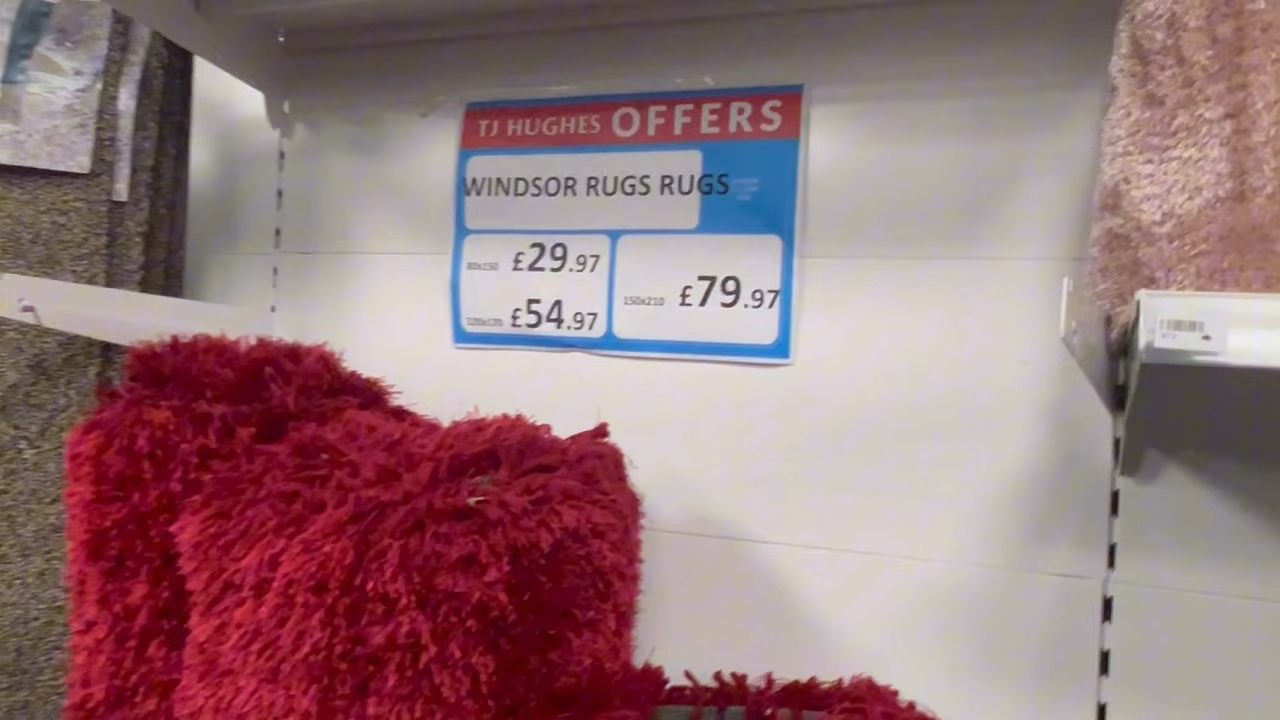 TJ HUGHES OFFERS
WINDSOR RUGS RUGS
80x150 £29.97
120x170 £54.97
150x210 £79.97